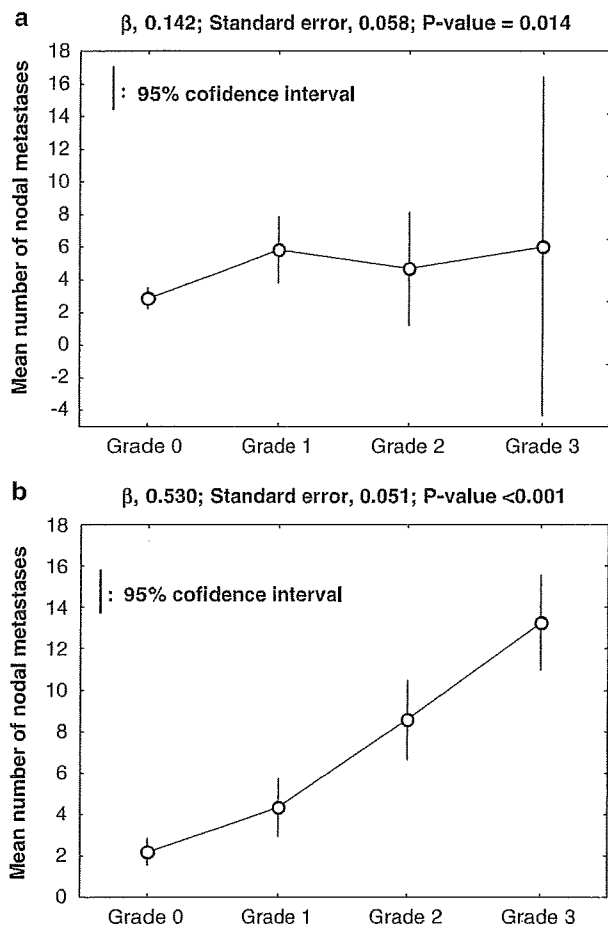 a
β, 0.142; Standard error, 0.058; P-value = 0.014
18
16
14
12
10
8
6
4
2
0
-2
-4
Mean number of nodal metastases
: 95% cofidence interval
Grade 0 Grade 1 Grade 2 Grade 3
b
β, 0.530; Standard error, 0.051; P-value <0.001
18
16
14
12
10
8
6
4
2
0
Mean number of nodal metastases
: 95% cofidence interval
Grade 0 Grade 1 Grade 2 Grade 3